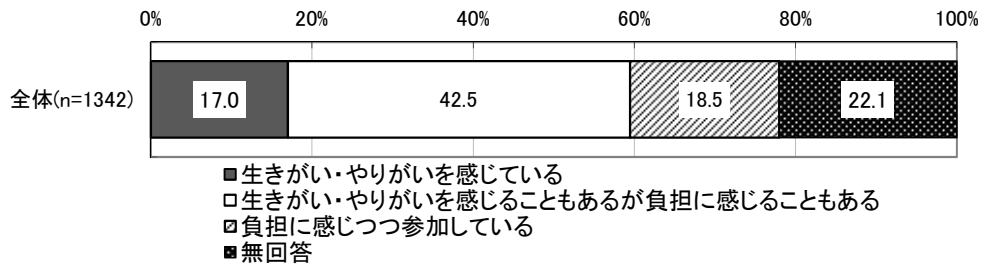 0% 20% 40% 60% 80% 100%
全体(n=1342) 17.0 42.5 18.5 22.1
生きがい・やりがいを感じている
生きがい・やりがいを感じることもあるが負担に感じることもある
負担に感じつつ参加している
無回答